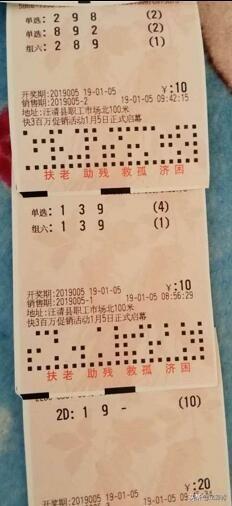 单选: 2 9 8 (2)
单选: 8 9 2 (2)
组六: 2 8 9 (1)
开奖期:2019005 19-01-05 ¥:10
销售期:2019005-2 19-01-05 09:42:15
地址:汪清县职工市场北100米
快3百万促销活动1月5日正式启幕
扶老 助残 救孤 济困
单选: 1 3 9 (4)
组六: 1 3 9 (1)
开奖期:2019005 19-01-05 ¥:10
销售期:2019005-1 19-01-05 08:56:29
地址:汪清县职工市场北100米
快3百万促销活动1月5日正式启幕
扶老 助残 救孤 济困
2D: 1 9 - (10)
开奖期:2019005 19-01-05 ¥:20